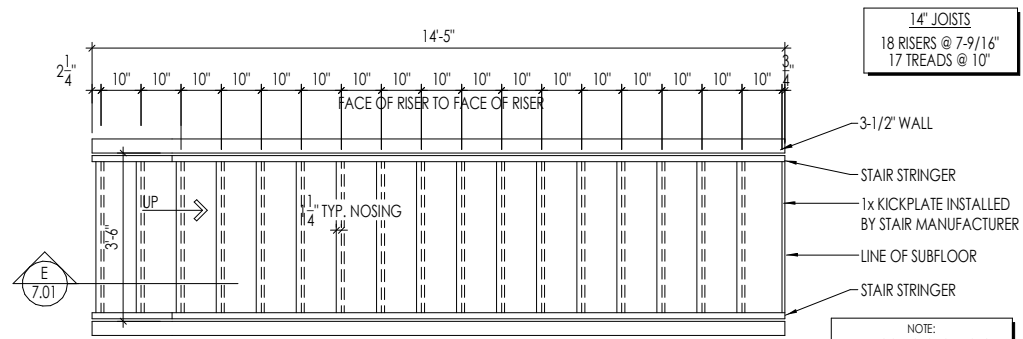 14'-5"
14" JOISTS
18 RISERS @ 7-9/16"
17 TREADS @ 10"
2 1/4" 10" 10" 10" 10" 10" 10" 10" 10" 10" 10" 10" 10" 10" 10" 10" 10" 10" 3/4"
FACE OF RISER TO FACE OF RISER
3-1/2" WALL
STAIR STRINGER
1x KICKPLATE INSTALLED
BY STAIR MANUFACTURER
UP
1 1/4" TYP. NOSING
3'-6"
LINE OF SUBFLOOR
E
7.01
STAIR STRINGER
NOTE: